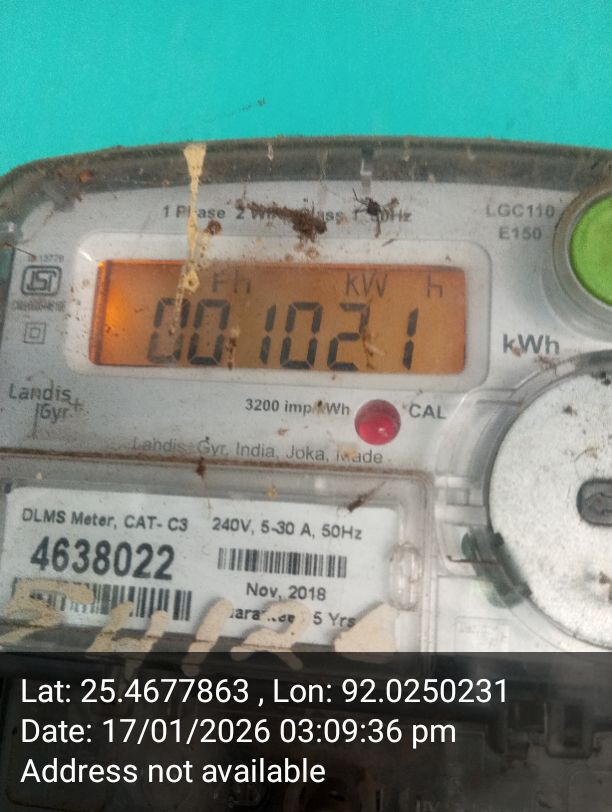 1 Phase 2
LGC110
E150
Ph kW h
001021
kWh
Landis
Gyr+
3200 imp/kWh CAL
Landis+Gyr, India, Joka, Made
DLMS Meter, CAT- C3 240V, 5-30 A, 50Hz
4638022
Nov, 2018
5 Yrs
Lat: 25.4677863 , Lon: 92.0250231
Date: 17/01/2026 03:09:36 pm
Address not available